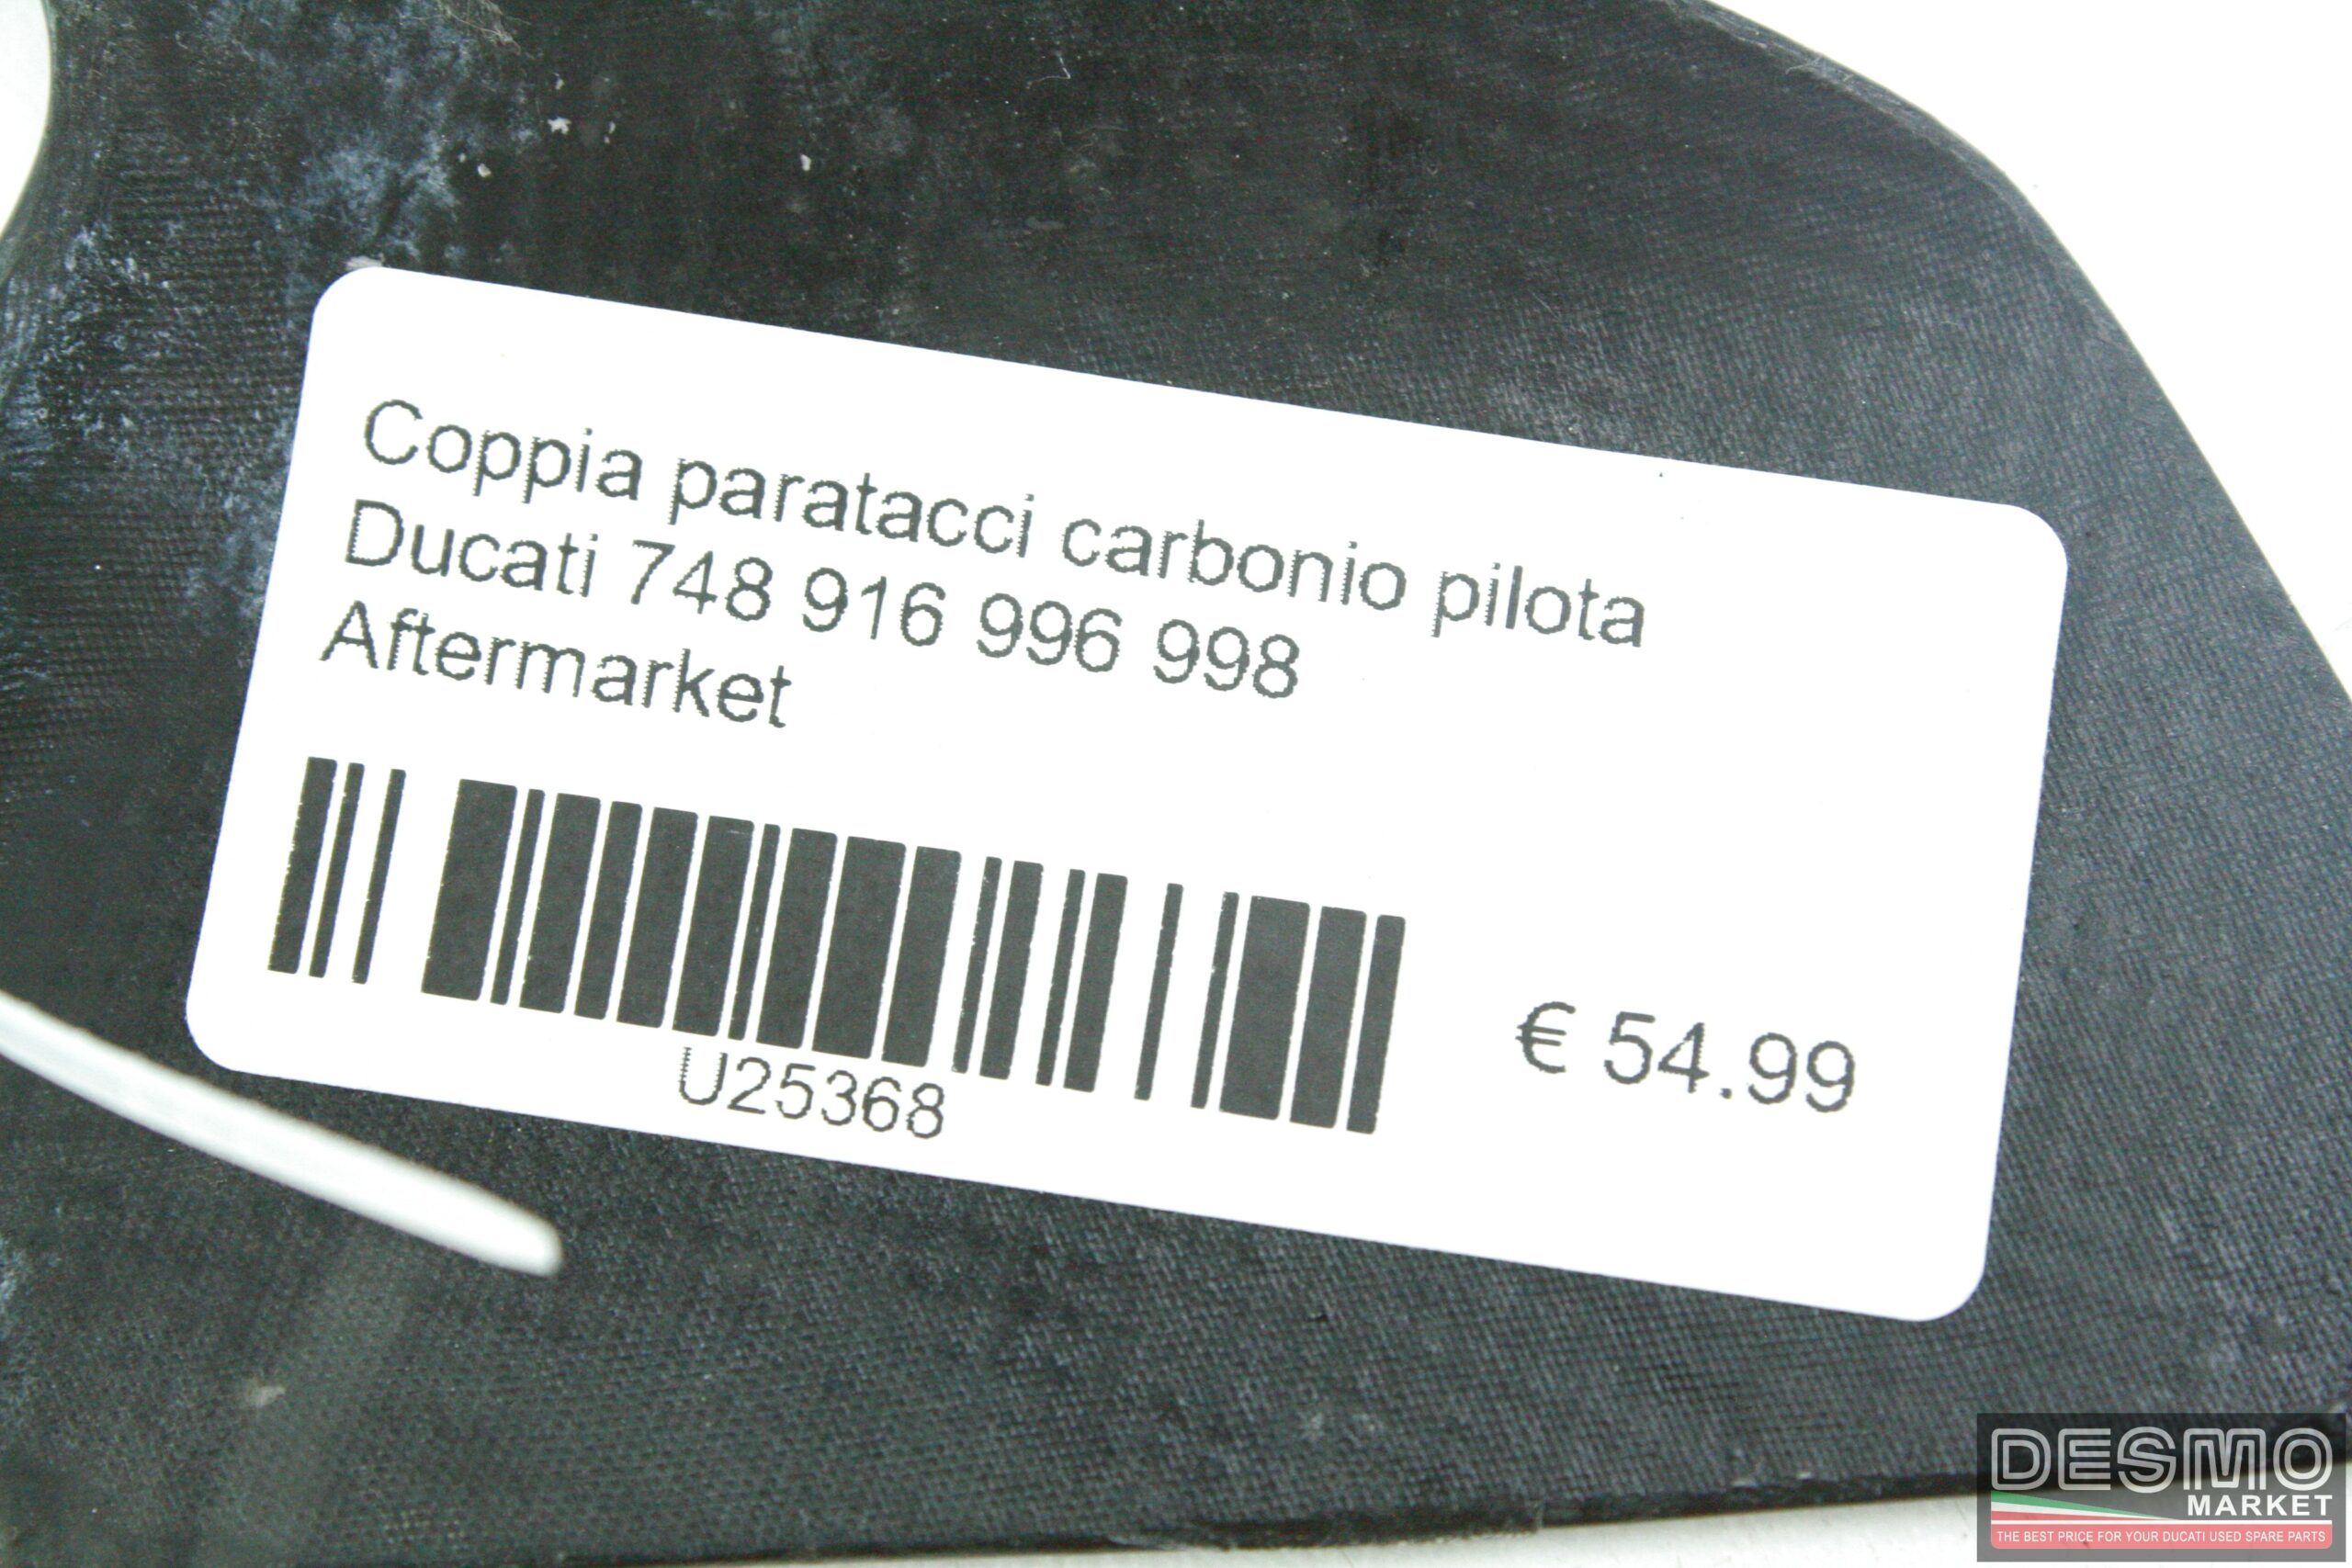 Coppia paratacci carbonio pilota
Ducati 748 916 996 998
Aftermarket
U25368
€ 54.99
DESMO
MARKET
THE BEST PRICE FOR YOUR DUCATI USED SPARE PARTS